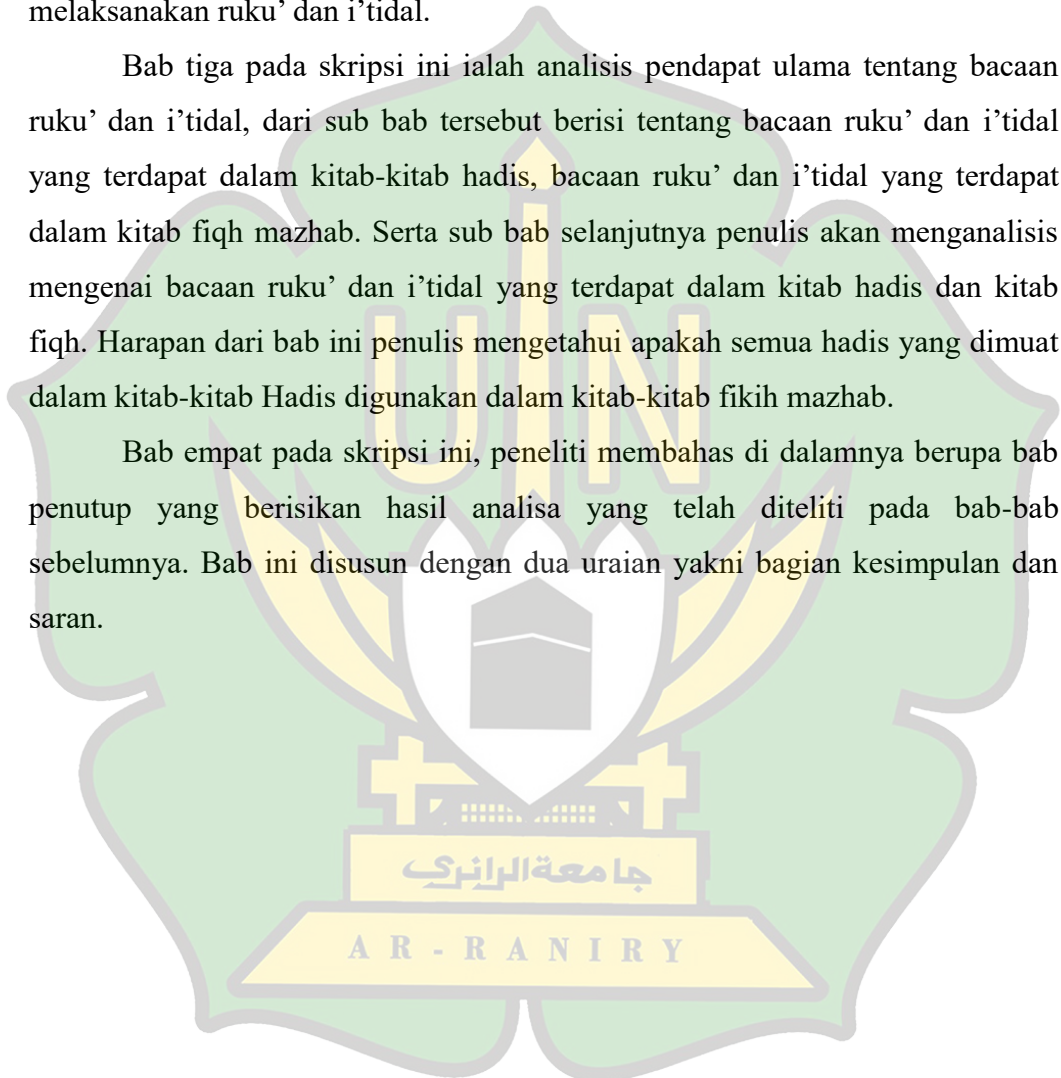 melaksanakan ruku’ dan i’tidal.
Bab tiga pada skripsi ini ialah analisis pendapat ulama tentang bacaan
ruku’ dan i’tidal, dari sub bab tersebut berisi tentang bacaan ruku’ dan i’tidal
yang terdapat dalam kitab-kitab hadis, bacaan ruku’ dan i’tidal yang terdapat
dalam kitab fiqh mazhab. Serta sub bab selanjutnya penulis akan menganalisis
mengenai bacaan ruku’ dan i’tidal yang terdapat dalam kitab hadis dan kitab
fiqh. Harapan dari bab ini penulis mengetahui apakah semua hadis yang dimuat
dalam kitab-kitab Hadis digunakan dalam kitab-kitab fikih mazhab.
Bab empat pada skripsi ini, peneliti membahas di dalamnya berupa bab
penutup yang berisikan hasil analisa yang telah diteliti pada bab-bab
sebelumnya. Bab ini disusun dengan dua uraian yakni bagian kesimpulan dan
saran.
UIN
جامعةالرانري
AR-RANIRY